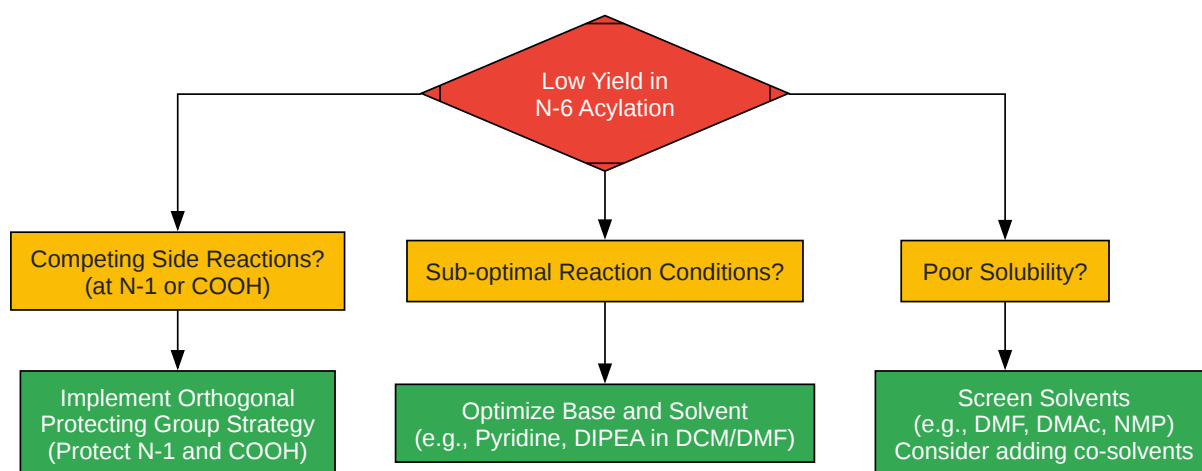 Low Yield in
N-6 Acylation
Competing Side Reactions?
(at N-1 or COOH)
Sub-optimal Reaction Conditions?
Poor Solubility?
Implement Orthogonal
Protecting Group Strategy
(Protect N-1 and COOH)
Optimize Base and Solvent
(e.g., Pyridine, DIPEA in DCM/DMF)
Screen Solvents
(e.g., DMF, DMAc, NMP)
Consider adding co-solvents